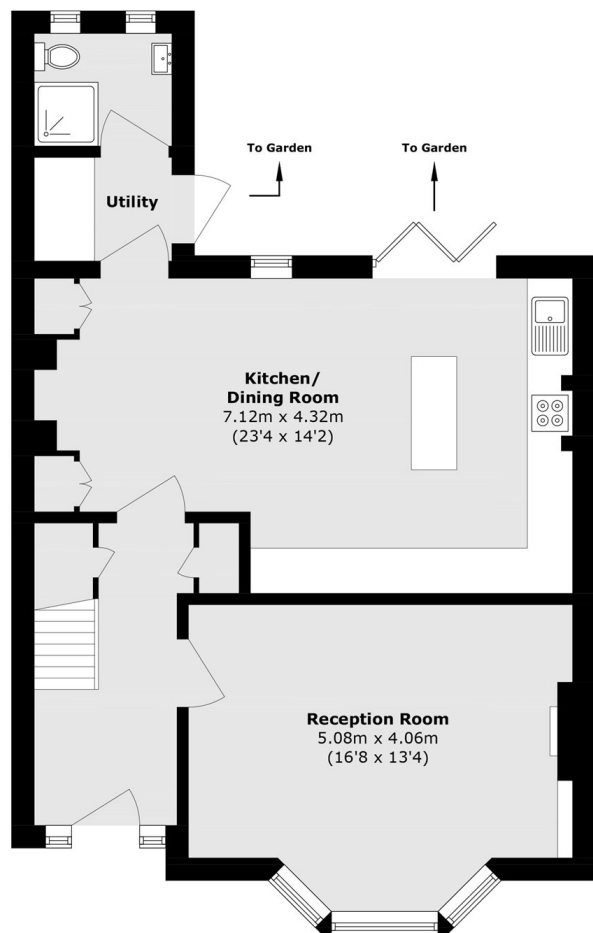 To Garden
To Garden
Utility
Kitchen/
Dining Room
7.12m x 4.32m
(23'4 x 14'2)
Reception Room
5.08m x 4.06m
(16'8 x 13'4)